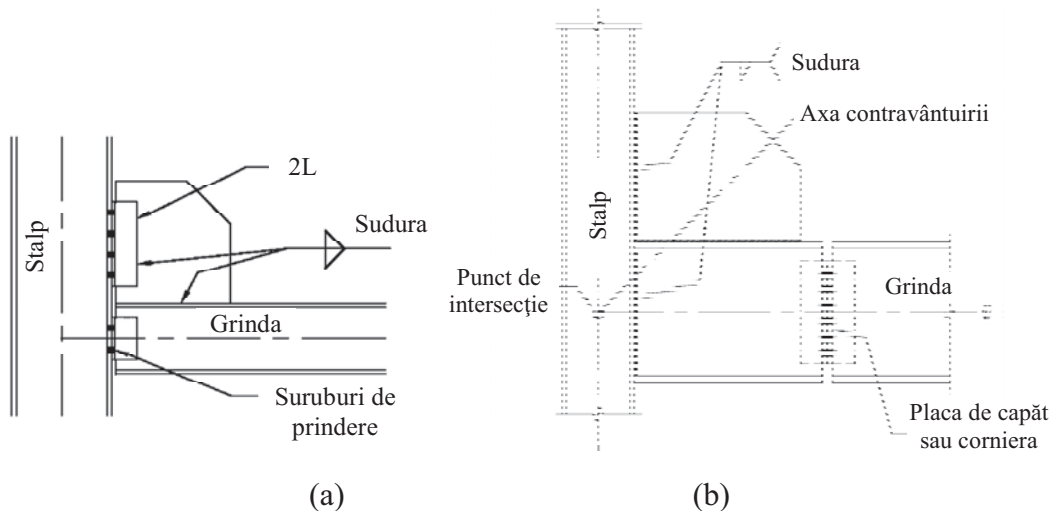 2L
Sudura
Stalp
Grinda
Suruburi de
prindere
(a)
Sudura
Axa contravântuirii
Stalp
Punct de
intersecţie
Grinda
Placa de capăt
sau corniera
(b)